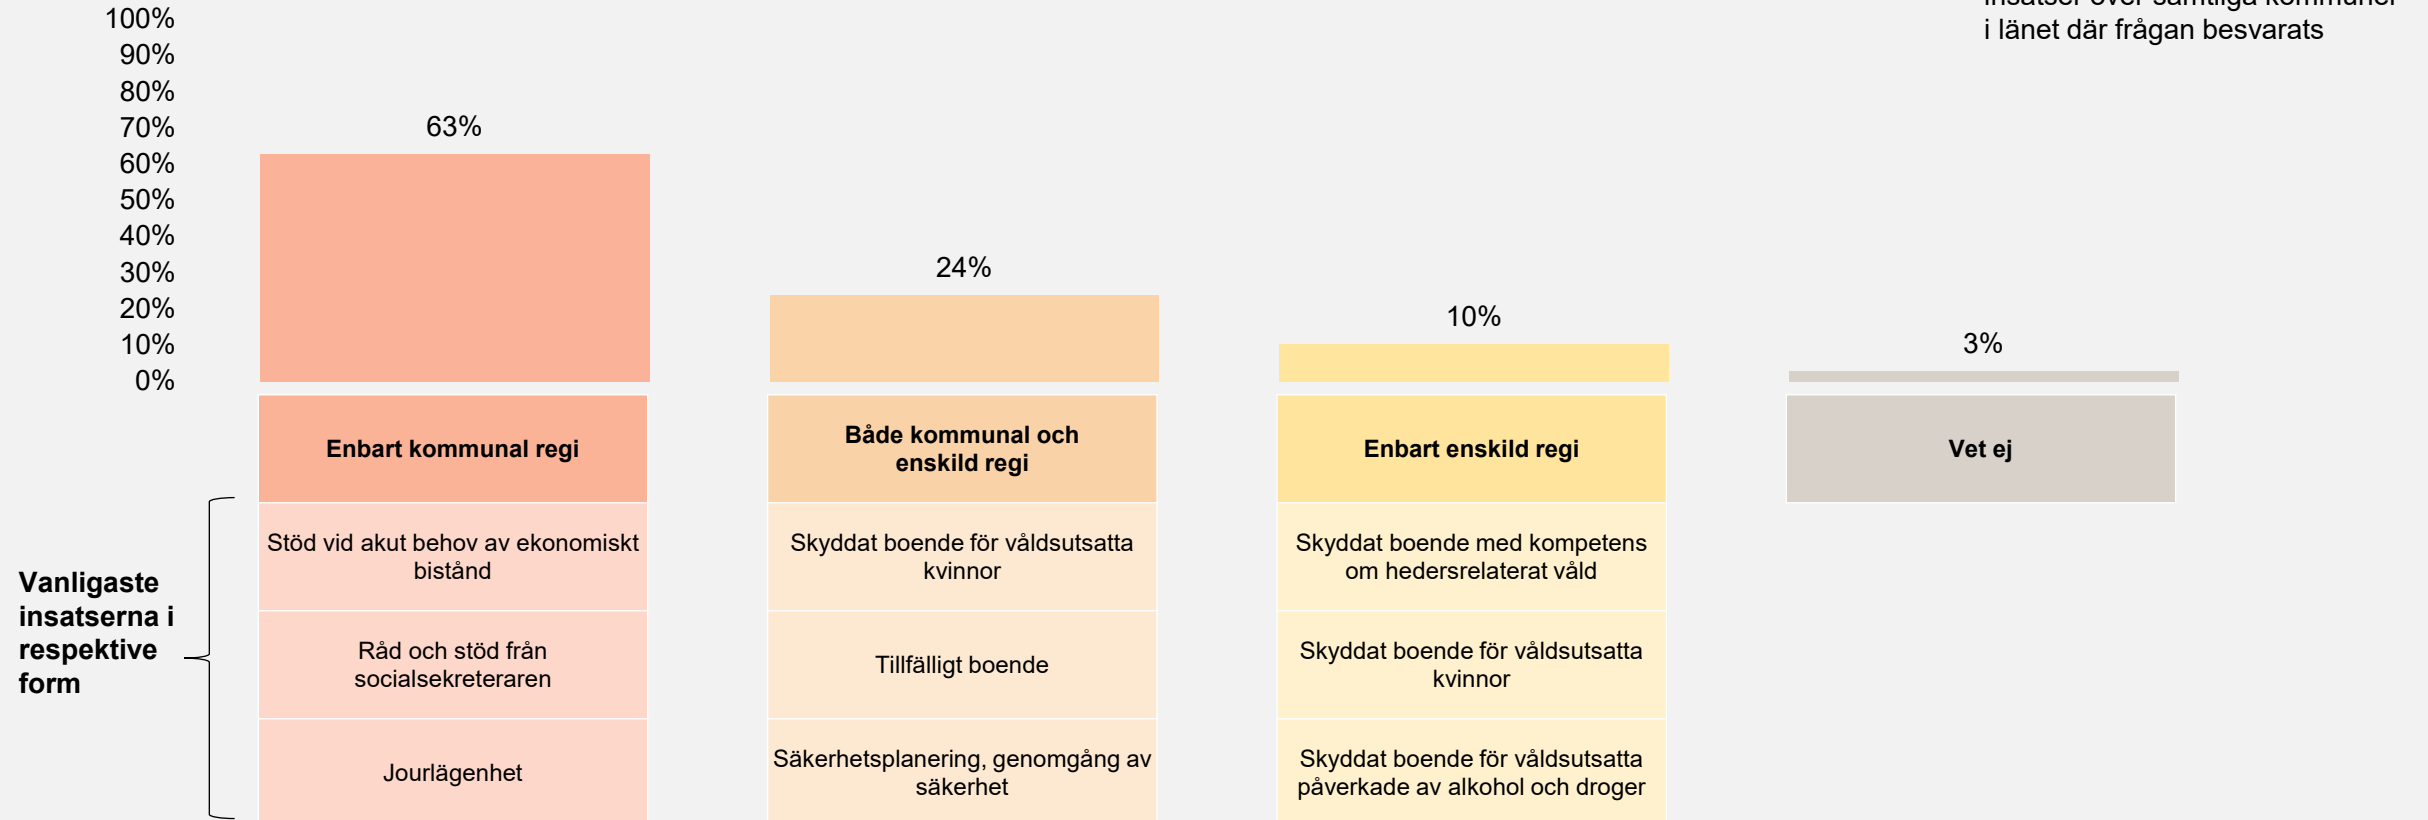 insatser över samtliga kommuner
i länet där frågan besvarats
100%
90%
80%
70%
60%
50%
40%
30%
20%
10%
0%
63%
24%
10%
3%
Enbart kommunal regi
Både kommunal och
enskild regi
Enbart enskild regi
Vet ej
Vanligaste
insatserna i
respektive
form
Stöd vid akut behov av ekonomiskt
bistånd
Skyddat boende för våldsutsatta
kvinnor
Skyddat boende med kompetens
om hedersrelaterat våld
Råd och stöd från
socialsekreteraren
Tillfälligt boende
Skyddat boende för våldsutsatta
kvinnor
Jourlägenhet
Säkerhetsplanering, genomgång av
säkerhet
Skyddat boende för våldsutsatta
påverkade av alkohol och droger